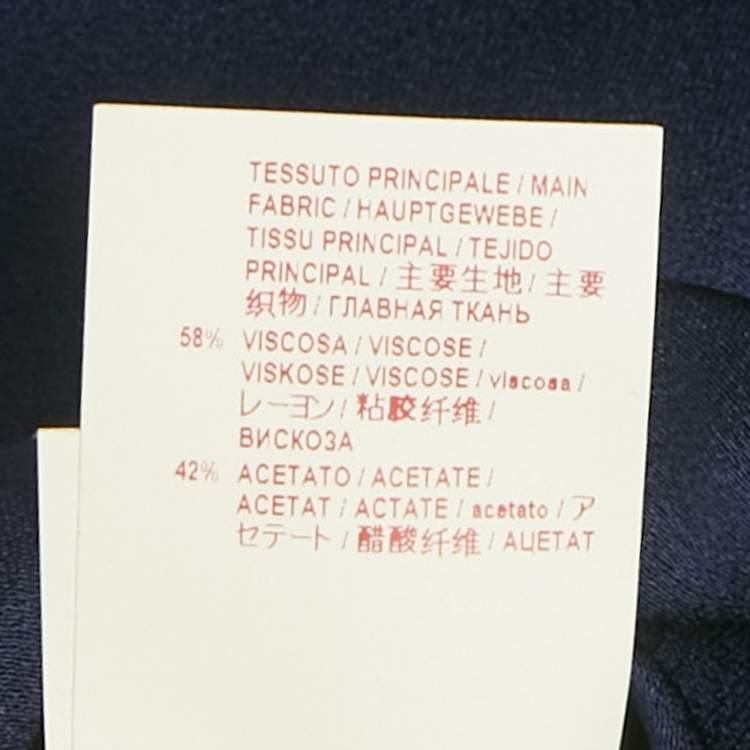 TESSUTO PRINCIPALE / MAIN
FABRIC / HAUPTGEWEBE /
TISSU PRINCIPAL / TEJIDO
PRINCIPAL / 主要生地 / 主要
织物 / ГЛАВНАЯ ТКАНЬ
58% VISCOSA / VISCOSE /
VISKOSE / VISCOSE / viscosa /
レーヨン / 粘胶纤维 /
ВИСКОЗА
42% ACETATO / ACETATE /
ACETAT / ACTATE / acetato / ア
セテート / 醋酸纤维 / АЦЕТАТ